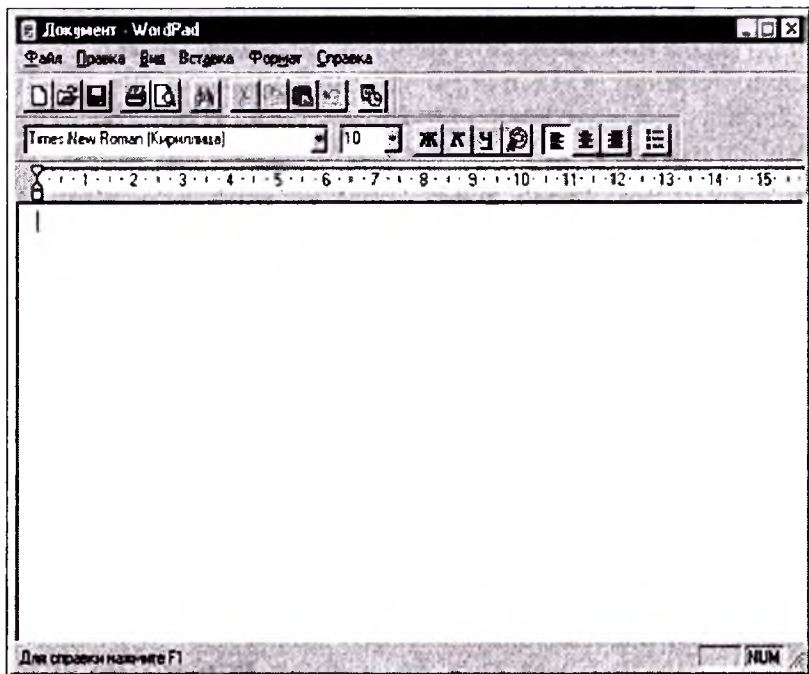 Документ - WordPad
Файл Правка Вид Вставка Формат Справка
Times New Roman (Кириллица) 10 Ж К Ч
1 2 3 4 5 6 7 8 9 10 11 12 13 14 15
Для справки нажмите F1 NUM